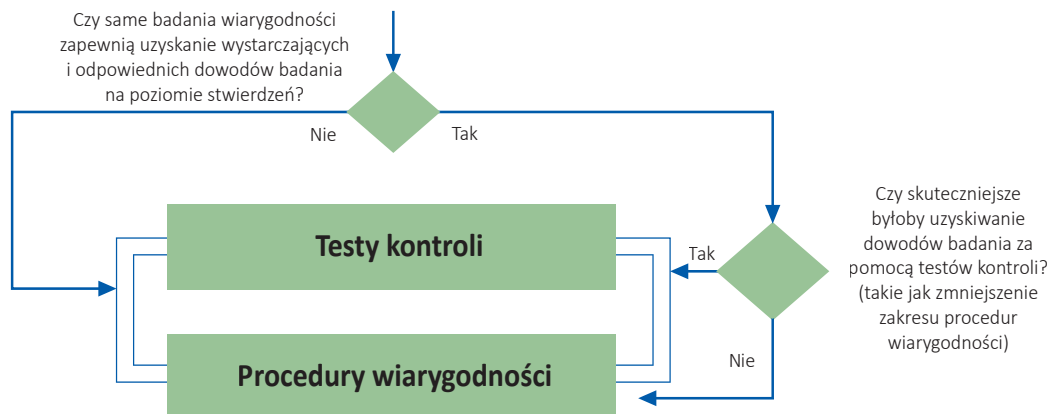 Czy same badania wiarygodności
zapewnią uzyskanie wystarczających
i odpowiednich dowodów badania
na poziomie stwierdzeń?
Nie
Tak
Czy skuteczniejsze
byłoby uzyskiwanie
dowodów badania za
pomocą testów kontroli?
(takie jak zmniejszenie
zakresu procedur
wiarygodności)
Testy kontroli
Tak
Nie
Procedury wiarygodności